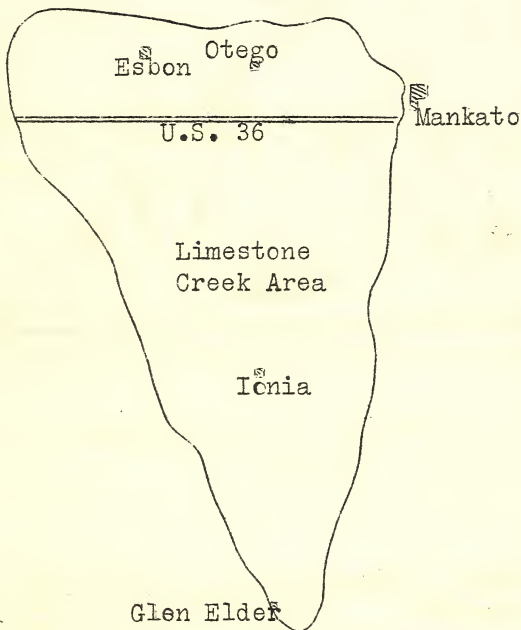 Otego
Esbon
Mankato
U.S. 36
Limestone
Creek Area
Ionia
Glen Elder